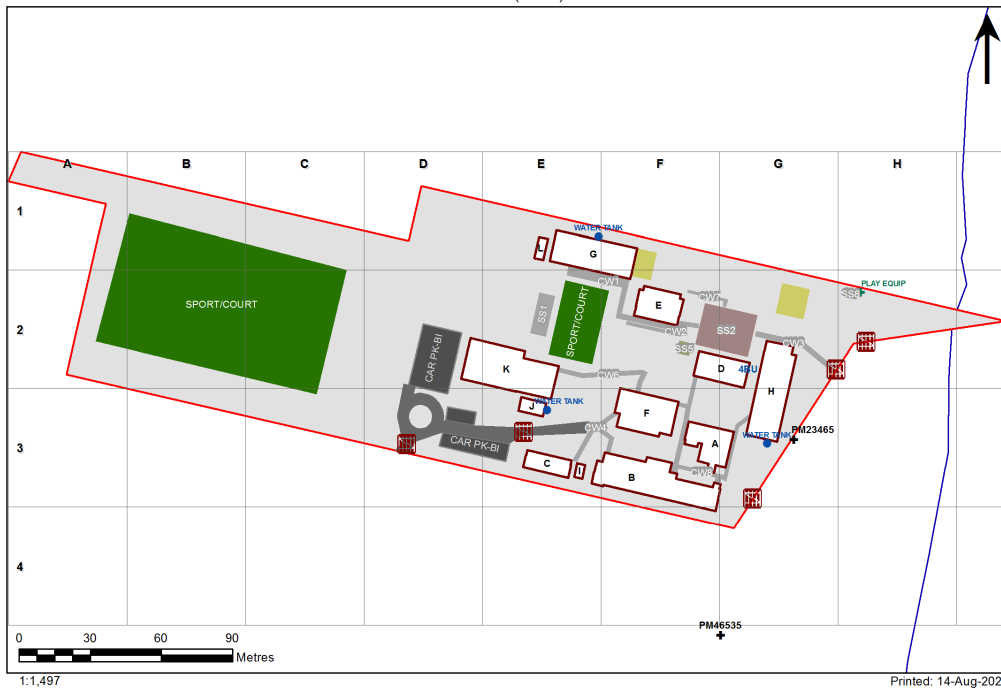 A B C D E F G H
1
WATER TANK
L
G
2
CW1
E
CW7
PLAY EQUIP
SS1
SPORT/COURT
SPORT/COURT
CW2
SS2
SS5
CW3
CAR PK-BI
K
CW6
D
4BU
H
J
WATER TANK
F
3
CAR PK-BI
CW4
A
WATER TANK
PM23465
C
I
B
CW8
4
PM46535
0 30 60 90
Metres
1:1,497
Printed: 14-Aug-202